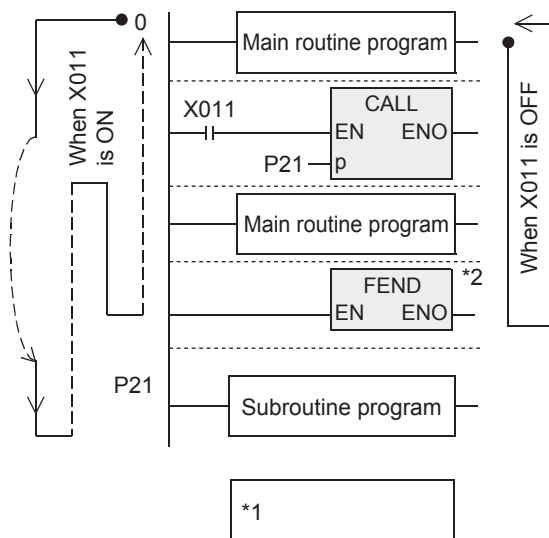 0
Main routine program
When X011
is ON
X011
CALL
EN ENO
P21
p
When X011 is OFF
Main routine program
*2
FEND
EN ENO
P21
Subroutine program
*1